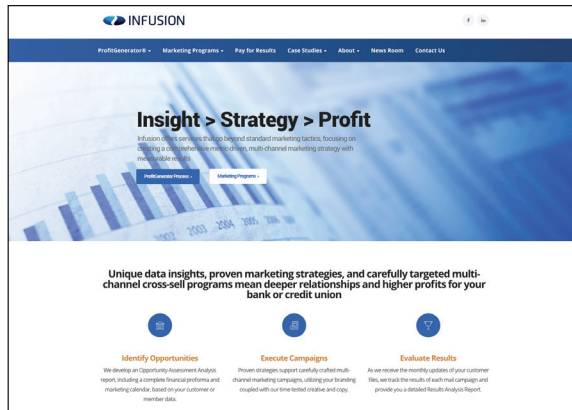 INFUSION
f in
ProfitGenerator® Marketing Programs Pay for Results Case Studies About News Room Contact Us
Insight > Strategy > Profit
Infusion offers services that go beyond standard marketing tactics, focusing on
creating a comprehensive metric-driven, multi-channel marketing strategy with
measurable results
ProfitGenerator Process › Marketing Programs ›
2002 2003 2004 2005 2006
Unique data insights, proven marketing strategies, and carefully targeted multi-
channel cross-sell programs mean deeper relationships and higher profits for your
bank or credit union
Identify Opportunities
We develop an Opportunity Assessment Analysis
report, including a complete financial proforma and
marketing calendar, based on your customer or
member data.
Execute Campaigns
Proven strategies support carefully crafted multi-
channel marketing campaigns, utilizing your branding
coupled with our time-tested creative and copy.
Evaluate Results
As we receive the monthly updates of your customer
files, we track the results of each mail campaign and
provide you a detailed Results Analysis Report.